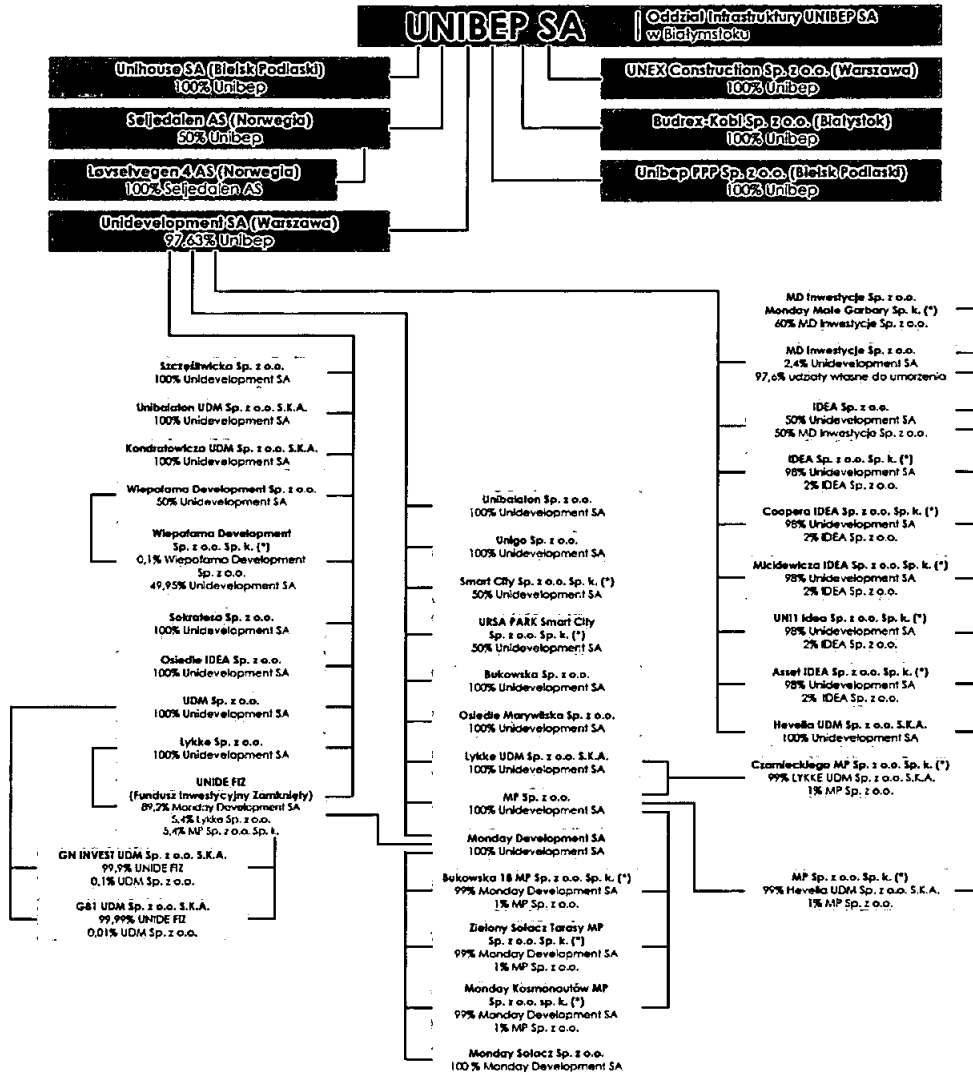 UNIBEP SA
Oddział Infrastruktury UNIBEP SA
w Białymstoku
Unihouse SA (Bielsk Podlaski)
100% Unibep
Seljedalen AS (Norwegia)
50% Unibep
Løvselvegen 4 AS (Norwegia)
100% Seljedalen AS
Unidevelopment SA (Warszawa)
97,63% Unibep
UNEX Construction Sp. z o.o. (Warszawa)
100% Unibep
Budrex-Kobi Sp. z o.o. (Białystok)
100% Unibep
Unibep PPP Sp. z o.o. (Bielsk Podlaski)
100% Unibep
Szczęśliwicka Sp. z o.o.
100% Unidevelopment SA
Unibalaton UDM Sp. z o.o. S.K.A.
100% Unidevelopment SA
Kondratowicza UDM Sp. z o.o. S.K.A.
100% Unidevelopment SA
Wiepofama Development Sp. z o.o.
50% Unidevelopment SA
Wiepofama Development
Sp. z o.o. Sp. k. (*)
0,1% Wiepofama Development
Sp. z o.o.
49,95% Unidevelopment SA
Sokratesa Sp. z o.o.
100% Unidevelopment SA
Osiedle IDEA Sp. z o.o.
100% Unidevelopment SA
UDM Sp. z o.o.
100% Unidevelopment SA
Lykke Sp. z o.o.
100% Unidevelopment SA
UNIDE FIZ
(Fundusz Inwestycyjny Zamknięty)
89,2% Monday Development SA
5,4% Lykke Sp. z o.o.
5,4% MP Sp. z o.o. Sp. k.
GN INVEST UDM Sp. z o.o. S.K.A.
99,9% UNIDE FIZ
0,1% UDM Sp. z o.o.
G81 UDM Sp. z o.o. S.K.A.
99,99% UNIDE FIZ
0,01% UDM Sp. z o.o.
Unibalaton Sp. z o.o.
100% Unidevelopment SA
Unigo Sp. z o.o.
100% Unidevelopment SA
Smart City Sp. z o.o. Sp. k. (*)
50% Unidevelopment SA
URSA PARK Smart City
Sp. z o.o. Sp. k. (*)
50% Unidevelopment SA
Bukowska Sp. z o.o.
100% Unidevelopment SA
Osiedle Marywilska Sp. z o.o.
100% Unidevelopment SA
Lykke UDM Sp. z o.o. S.K.A.
100% Unidevelopment SA
MP Sp. z o.o.
100% Unidevelopment SA
Monday Development SA
100% Unidevelopment SA
Bukowska 18 MP Sp. z o.o. Sp. k. (*)
99% Monday Development SA
1% MP Sp. z o.o.
Zielony Sołacz Tarasy MP
Sp. z o.o. Sp. k. (*)
99% Monday Development SA
1% MP Sp. z o.o.
Monday Kosmonautów MP
Sp. z o.o. sp. k. (*)
99% Monday Development SA
1% MP Sp. z o.o.
Monday Sołacz Sp. z o.o.
100 % Monday Development SA
MD Inwestycje Sp. z o.o.
Monday Małe Garbary Sp. k. (*)
60% MD Inwestycje Sp. z o.o.
MD Inwestycje Sp. z o.o.
2,4% Unidevelopment SA
97,6% udziały własne do umorzenia
IDEA Sp. z o.o.
50% Unidevelopment SA
50% MD Inwestycje Sp. z o.o.
IDEA Sp. z o.o. Sp. k. (*)
98% Unidevelopment SA
2% IDEA Sp. z o.o.
Coopera IDEA Sp. z o.o. Sp. k. (*)
98% Unidevelopment SA
2% IDEA Sp. z o.o.
Mickiewicza IDEA Sp. z o.o. Sp. k. (*)
98% Unidevelopment SA
2% IDEA Sp. z o.o.
UNI1 Idea Sp. z o.o. Sp. k. (*)
98% Unidevelopment SA
2% IDEA Sp. z o.o.
Asset IDEA Sp. z o.o. Sp. k. (*)
98% Unidevelopment SA
2% IDEA Sp. z o.o.
Hevelia UDM Sp. z o.o. S.K.A.
100% Unidevelopment SA
Czarnieckiego MP Sp. z o.o. Sp. k. (*)
99% LYKKE UDM Sp. z o.o. S.K.A.
1% MP Sp. z o.o.
MP Sp. z o.o. Sp. k. (*)
99% Hevelia UDM Sp. z o.o. S.K.A.
1% MP Sp. z o.o.